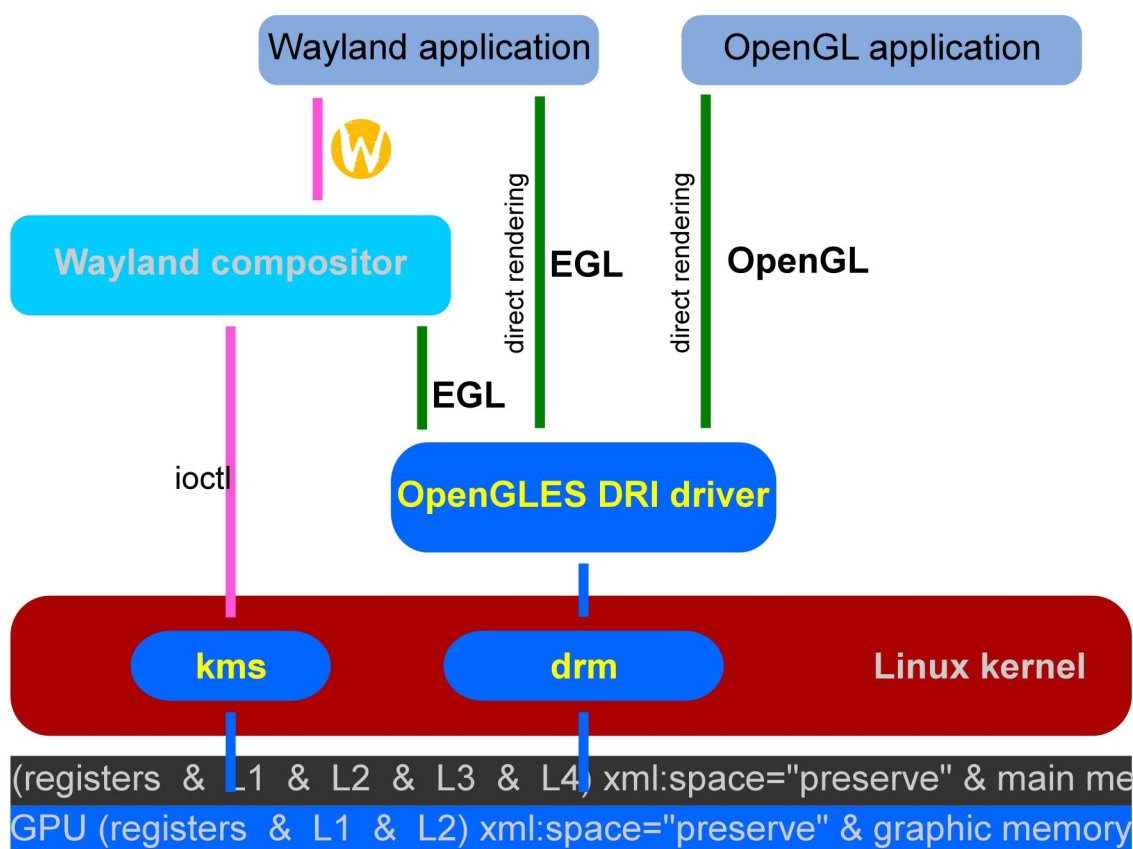 Wayland application
OpenGL application
W
Wayland compositor
direct rendering
EGL
direct rendering
OpenGL
EGL
ioctl
OpenGLES DRI driver
kms
drm
Linux kernel
(registers & L1 & L2 & L3 & L4) xml:space="preserve" & main me
GPU (registers & L1 & L2) xml:space="preserve" & graphic memory